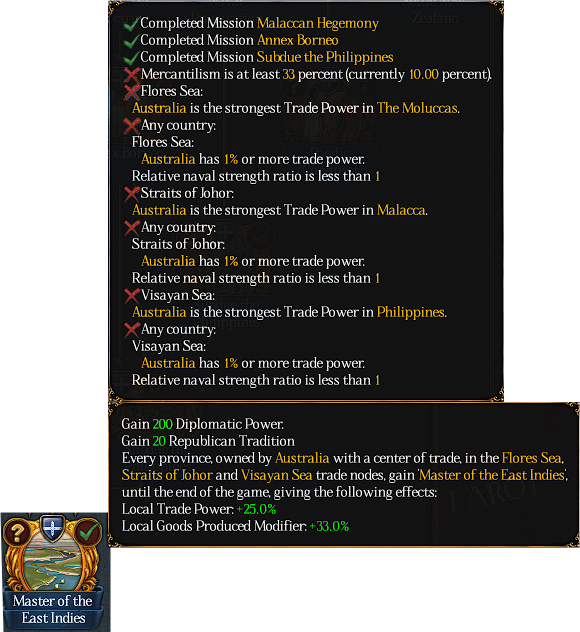 Completed Mission Malaccan Hegemony
Completed Mission Annex Borneo
Completed Mission Subdue the Philippines
Mercantilism is at least 33 percent (currently 10.00 percent).
Flores Sea:
Australia is the strongest Trade Power in The Moluccas.
Any country:
Flores Sea:
Australia has 1% or more trade power.
Relative naval strength ratio is less than 1
Straits of Johor:
Australia is the strongest Trade Power in Malacca.
Any country:
Straits of Johor:
Australia has 1% or more trade power.
Relative naval strength ratio is less than 1
Visayan Sea:
Australia is the strongest Trade Power in Philippines.
Any country:
Visayan Sea:
Australia has 1% or more trade power.
Relative naval strength ratio is less than 1
Gain 200 Diplomatic Power.
Gain 20 Republican Tradition
Every province, owned by Australia with a center of trade, in the Flores Sea,
Straits of Johor and Visayan Sea trade nodes, gain 'Master of the East Indies',
until the end of the game, giving the following effects:
Local Trade Power: +25.0%
Local Goods Produced Modifier: +33.0%
?
Master of the
East Indies